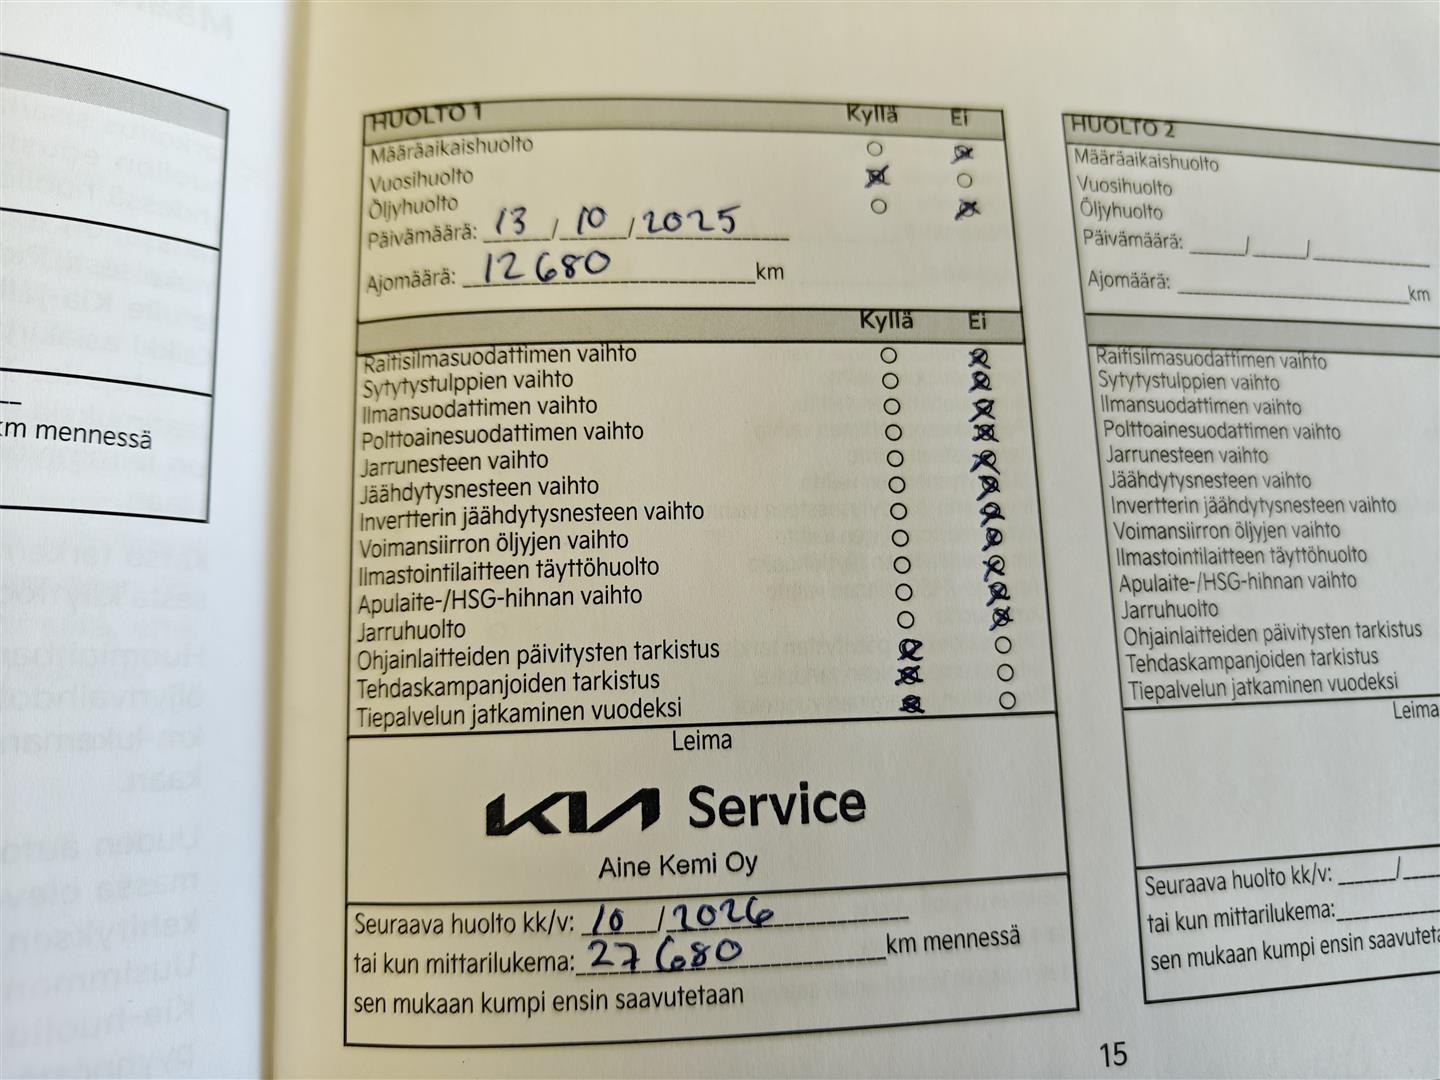 km mennessä
HUOLTO 1 Kyllä Ei
Määräaikaishuolto
Vuosihuolto
Öljyhuolto
Päivämäärä: 13 / 10 / 2025
Ajomäärä: 12 680 km
Kyllä Ei
Raitisilmasuodattimen vaihto
Sytytystulppien vaihto
Ilmansuodattimen vaihto
Polttoainesuodattimen vaihto
Jarrunesteen vaihto
Jäähdytysnesteen vaihto
Invertterin jäähdytysnesteen vaihto
Voimansiirron öljyjen vaihto
Ilmastointilaitteen täyttöhuolto
Apulaite-/HSG-hihnan vaihto
Jarruhuolto
Ohjainlaitteiden päivitysten tarkistus
Tehdaskampanjoiden tarkistus
Tiepalvelun jatkaminen vuodeksi
Leima
KIA Service
Aine Kemi Oy
Seuraava huolto kk/v: 10 / 2026
tai kun mittarilukema: 27 680 km mennessä
sen mukaan kumpi ensin saavutetaan
HUOLTO 2
Määräaikaishuolto
Vuosihuolto
Öljyhuolto
Päivämäärä: / /
Ajomäärä: km
Raitisilmasuodattimen vaihto
Sytytystulppien vaihto
Ilmansuodattimen vaihto
Polttoainesuodattimen vaihto
Jarrunesteen vaihto
Jäähdytysnesteen vaihto
Invertterin jäähdytysnesteen vaihto
Voimansiirron öljyjen vaihto
Ilmastointilaitteen täyttöhuolto
Apulaite-/HSG-hihnan vaihto
Jarruhuolto
Ohjainlaitteiden päivitysten tarkistus
Tehdaskampanjoiden tarkistus
Tiepalvelun jatkaminen vuodeksi
Leima
Seuraava huolto kk/v: /
tai kun mittarilukema:
sen mukaan kumpi ensin
15